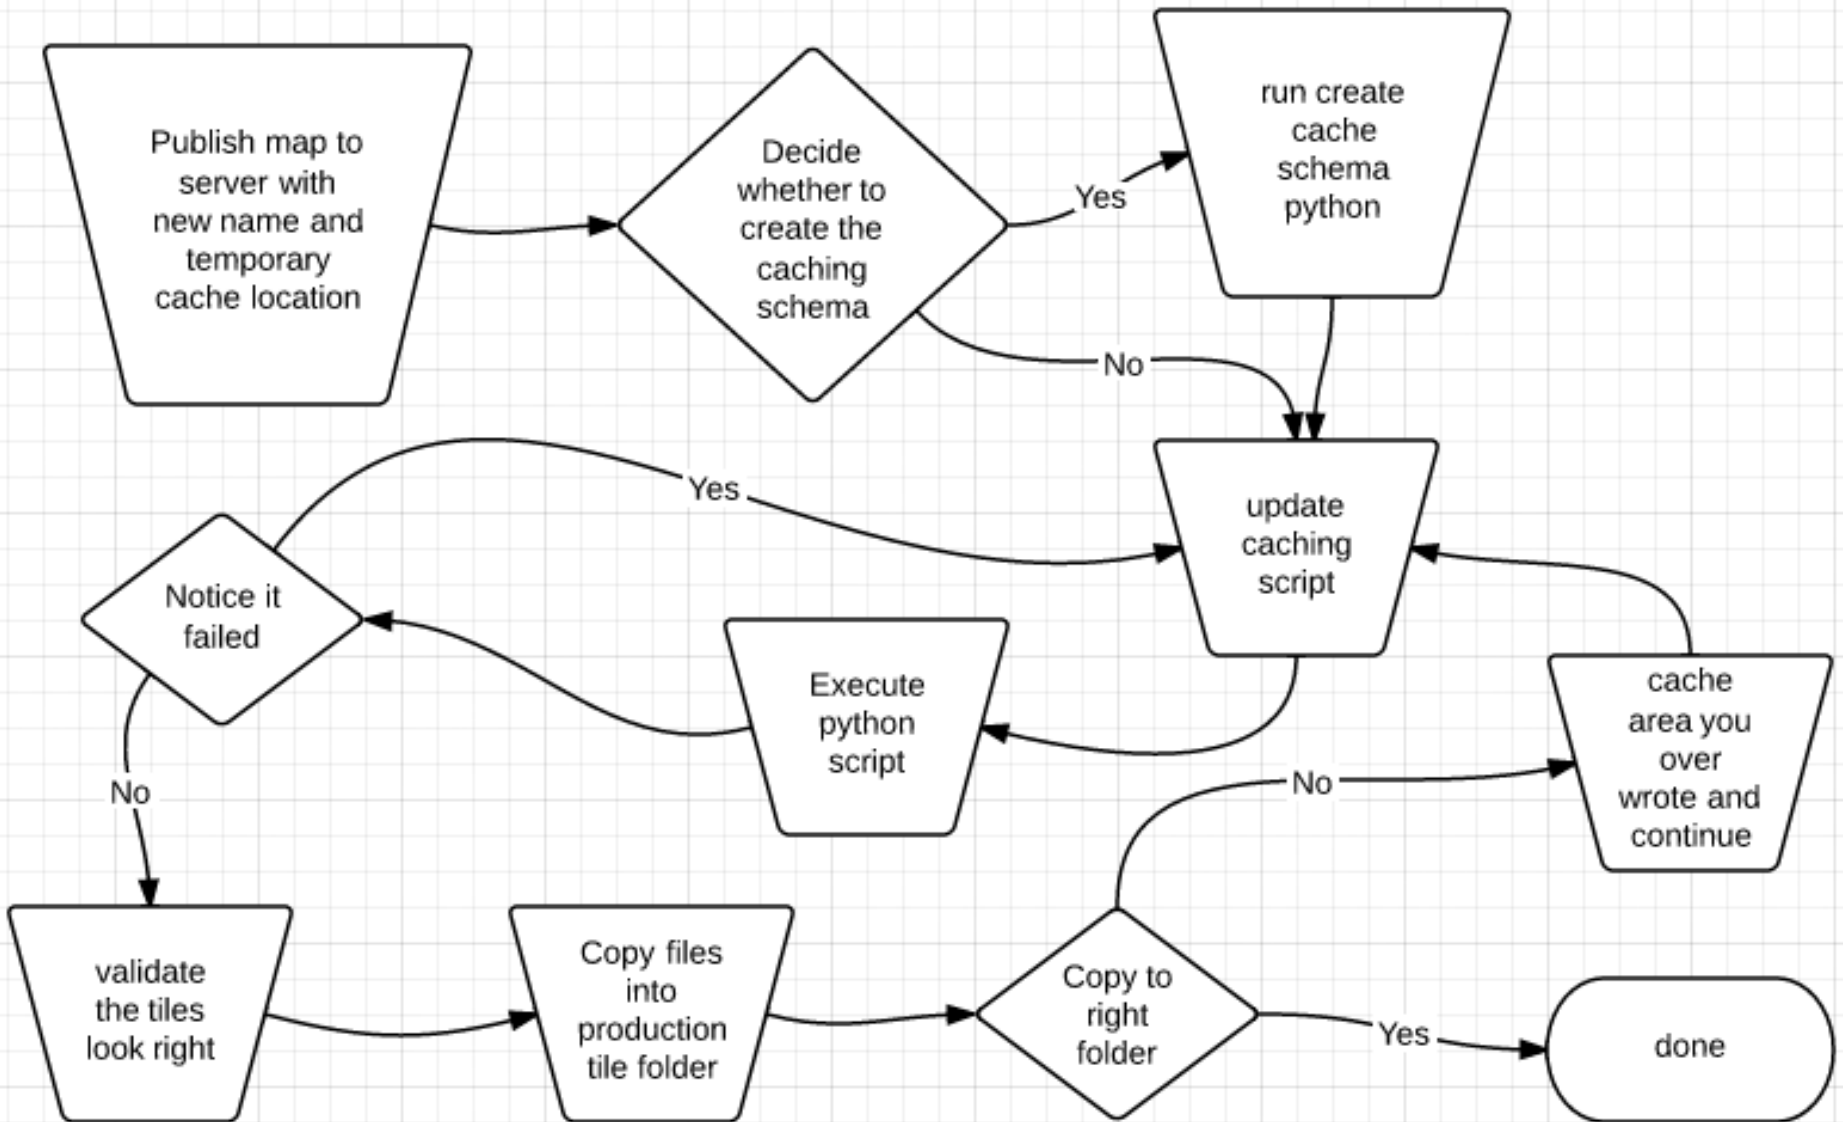 Publish map to
server with
new name and
temporary
cache location
Decide
whether to
create the
caching
schema
Yes
run create
cache
schema
python
No
Yes
update
caching
script
Notice it
failed
Execute
python
script
cache
area you
over
wrote and
continue
No
No
validate
the tiles
look right
Copy files
into
production
tile folder
Copy to
right
folder
Yes
done